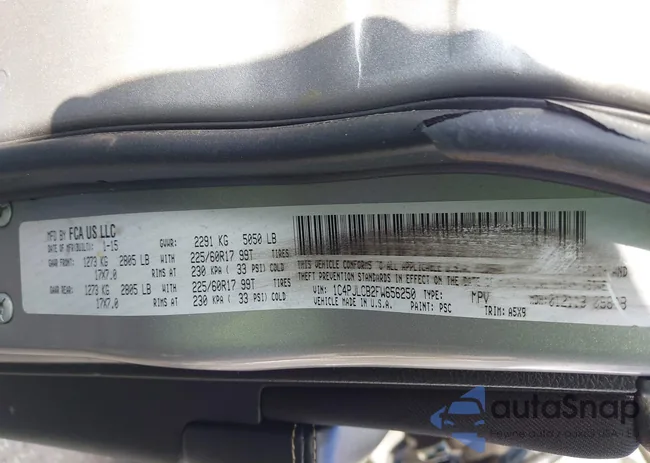 MFD BY FCA US LLC
DATE OF MFR/BUILT: 1-15 GVWR: 2291 KG 5050 LB
GAWR FRONT: 1273 KG 2805 LB WITH 225/60R17 99T TIRES
17X7.0 RIMS AT 230 KPA ( 33 PSI) COLD
GAWR REAR: 1273 KG 2805 LB WITH 225/60R17 99T TIRES
17X7.0 RIMS AT 230 KPA ( 33 PSI) COLD
THIS VEHICLE CONFORMS TO ALL APPLICABLE U.S.A.
THEFT PREVENTION STANDARDS IN EFFECT ON THE
VIN: 1C4PJLCB2FW656250 TYPE: MPV
VEHICLE MADE IN U.S.A. PAINT: PSC TRIM: A5X9
autoSnap